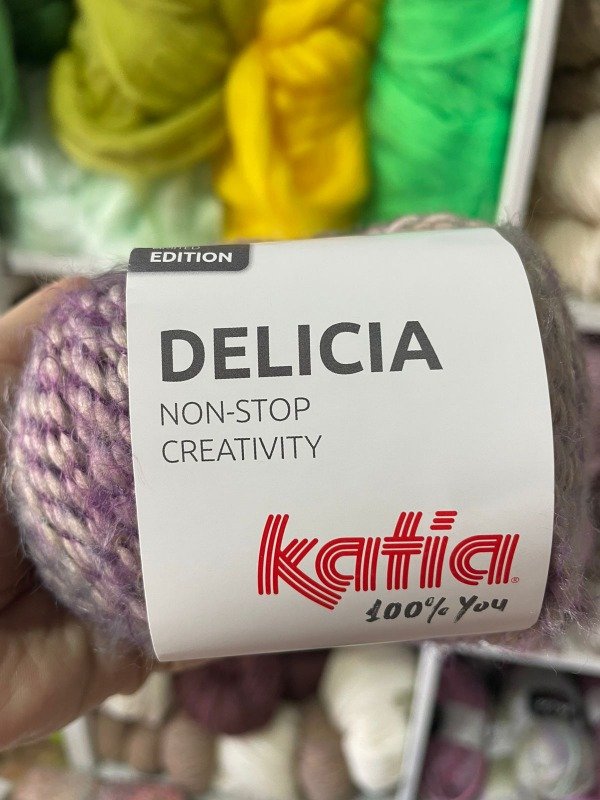 EDITION
DELICIA
NON-STOP
CREATIVITY
katia
100% You